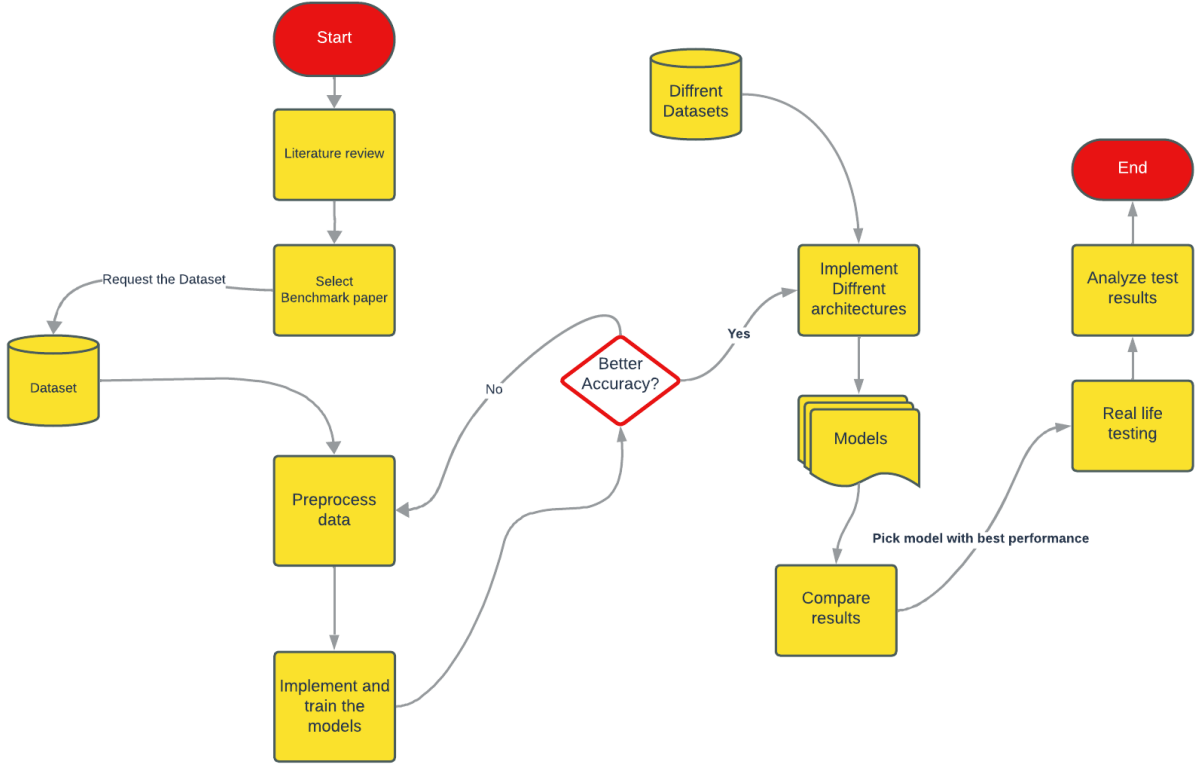 Start
Literature review
Select
Benchmark paper
Request the Dataset
Dataset
Preprocess
data
Implement and
train the
models
No
Better
Accuracy?
Yes
Diffrent
Datasets
Implement
Diffrent
architectures
Models
Compare
results
Pick model with best performance
Real life
testing
Analyze test
results
End